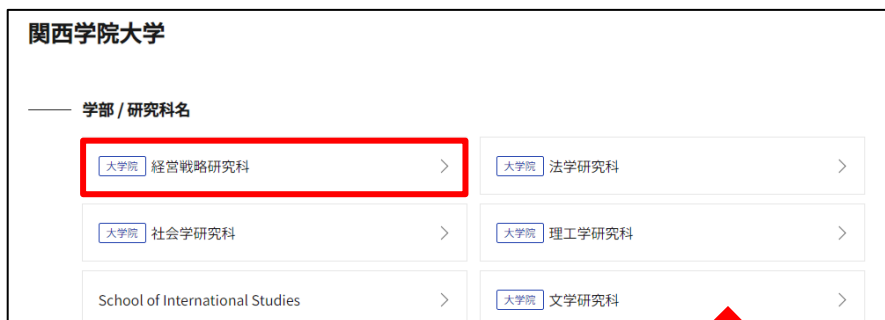 関西学院大学
学部 / 研究科名
大学院 経営戦略研究科
大学院 法学研究科
大学院 社会学研究科
大学院 理工学研究科
School of International Studies
大学院 文学研究科